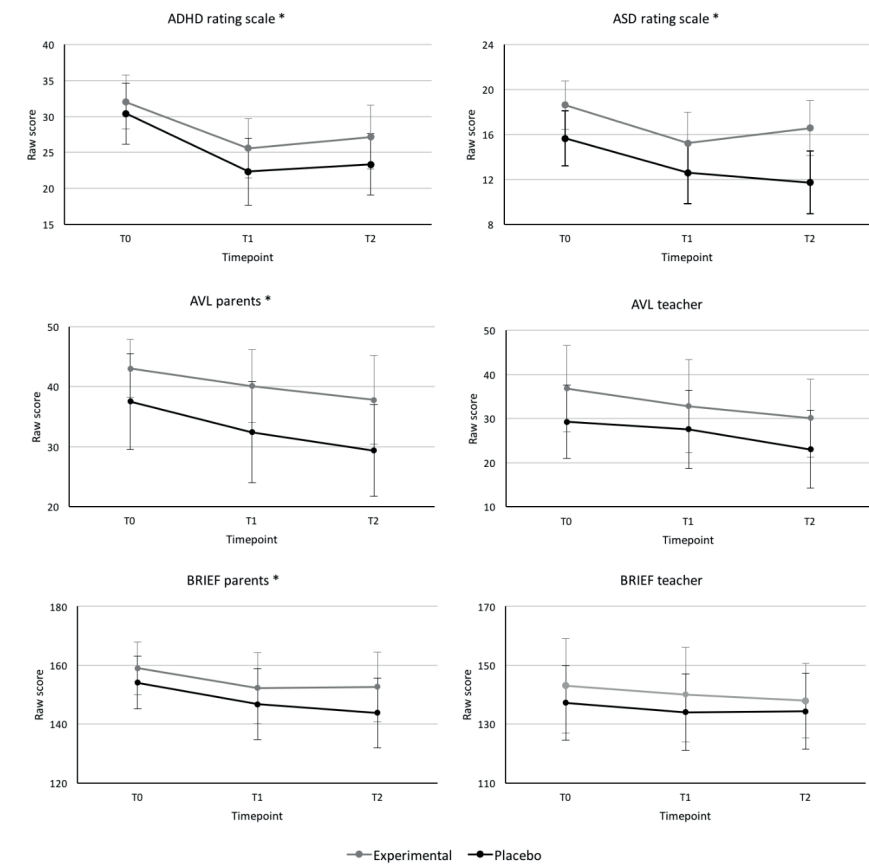 ADHD rating scale *
40
35
30
25
20
15
Raw score
T0 T1 T2
Timepoint
ASD rating scale *
24
20
16
12
8
Raw score
T0 T1 T2
Timepoint
AVL parents *
50
40
30
20
Raw score
T0 T1 T2
Timepoint
AVL teacher
50
40
30
20
10
Raw score
T0 T1 T2
Timepoint
BRIEF parents *
180
160
140
120
Raw score
T0 T1 T2
Timepoint
BRIEF teacher
170
150
130
110
Raw score
T0 T1 T2
Timepoint
Experimental Placebo